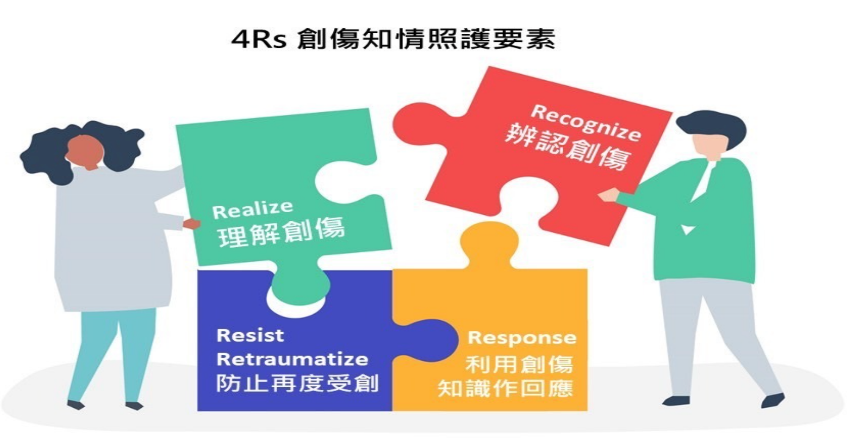 4Rs 創傷知情照護要素
Realize
理解創傷
Recognize
辨認創傷
Resist
Retraumatize
防止再度受創
Response
利用創傷
知識作回應